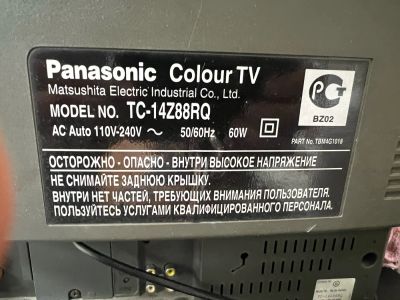 Panasonic Colour TV
Matsushita Electric Industrial Co., Ltd.
MODEL NO. TC-14Z88RQ
AC Auto 110V-240V ~ 50/60Hz 60W
РСТ
BZ02
PART No. TBM4G1018
ОСТОРОЖНО - ОПАСНО - ВНУТРИ ВЫСОКОЕ НАПРЯЖЕНИЕ
НЕ СНИМАЙТЕ ЗАДНЮЮ КРЫШКУ.
ВНУТРИ НЕТ ЧАСТЕЙ, ТРЕБУЮЩИХ ВНИМАНИЯ ПОЛЬЗОВАТЕЛЯ.
ПОЛЬЗУЙТЕСЬ УСЛУГАМИ КВАЛИФИКАЦИОННОГО ПЕРСОНАЛА.